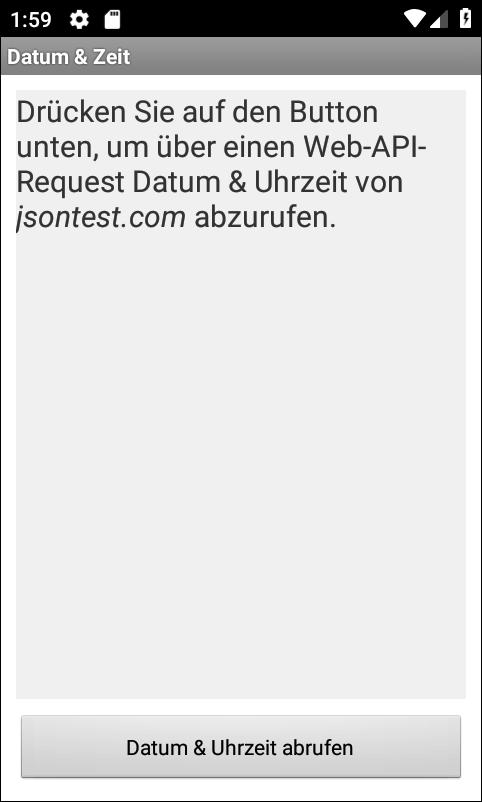 1:59
Datum & Zeit
Drücken Sie auf den Button
unten, um über einen Web-API-
Request Datum & Uhrzeit von
jsontest.com abzurufen.
Datum & Uhrzeit abrufen